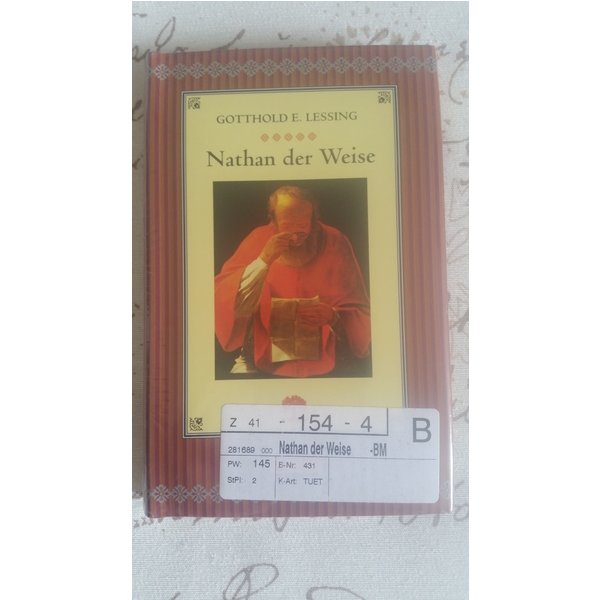 GOTTHOLD E. LESSING
Nathan der Weise
Z 41 - 154 - 4 B
281689 000 Nathan der Weise -BM
PW: 145 E-Nr: 431
StPl: 2 K-Art: TUET